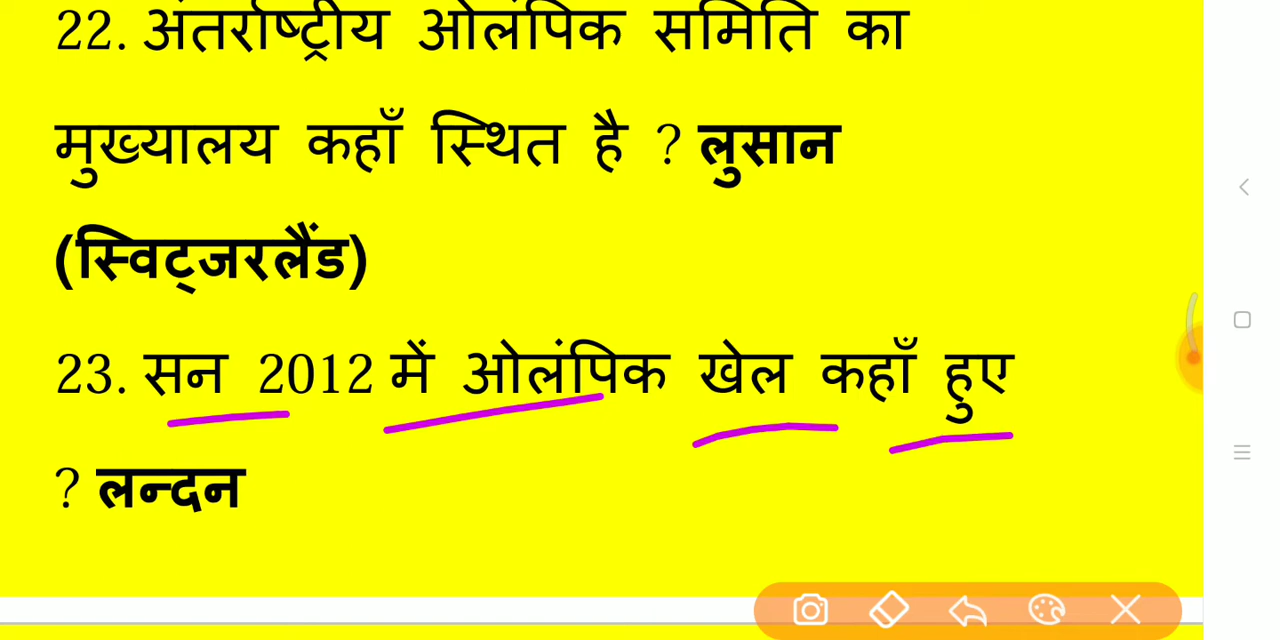 22. अंतर्राष्ट्रीय ओलंपिक समिति का
मुख्यालय कहाँ स्थित है ? लुसान
(स्विट्जरलैंड)
23. सन 2012 में ओलंपिक खेल कहाँ हुए
? लन्दन